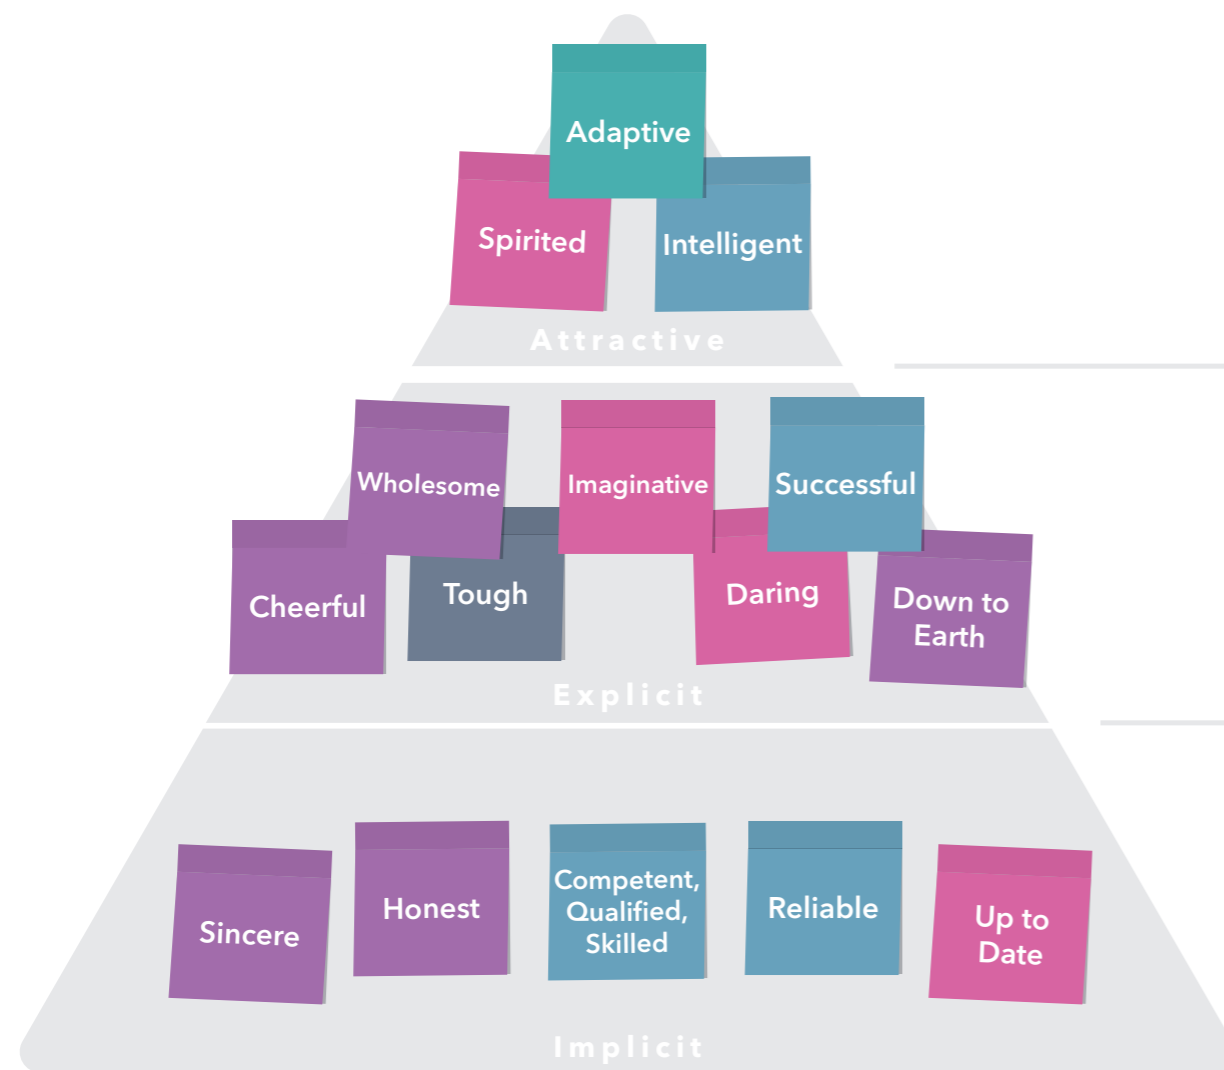 Adaptive
Spirited
Intelligent
Attractive
Wholesome
Imaginative
Successful
Cheerful
Tough
Daring
Down to
Earth
Explicit
Sincere
Honest
Competent,
Qualified,
Skilled
Reliable
Up to
Date
Implicit